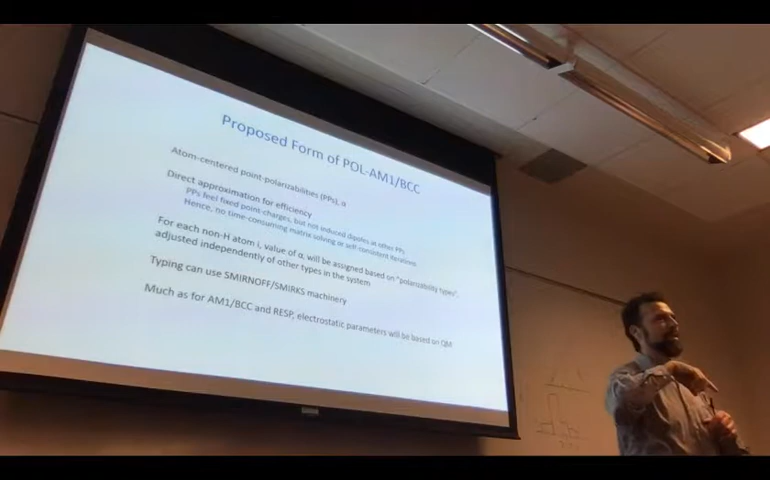 Proposed Form of POL-AM1/BCC
Atom-centered point-polarizabilities (PPs), α
Direct approximation for efficiency
PPs feel fixed point-charges, but not induced dipoles at other PPs
Hence, no time-consuming matrix solving or self consistent iterations
For each non-H atom i, value of αi will be assigned based on "polarizability types",
adjusted independently of other types in the system
Typing can use SMIRNOFF/SMIRKS machinery
Much as for AM1/BCC and RESP, electrostatic parameters will be based on QM